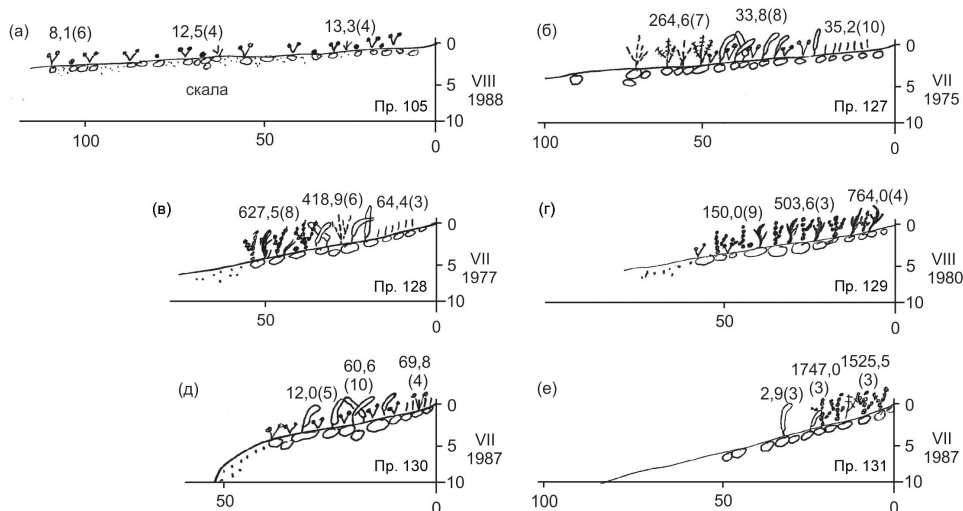 (а)
8,1(6) 12,5(4) 13,3(4)
скала
Пр. 105
0
5
10
VIII
1988
100 50 0
(б)
264,6(7) 33,8(8) 35,2(10)
Пр. 127
0
5
10
VII
1975
100 50 0
(в)
627,5(8) 418,9(6) 64,4(3)
Пр. 128
0
5
10
VII
1977
50 0
(г)
150,0(9) 503,6(3) 764,0(4)
Пр. 129
0
5
10
VIII
1980
50 0
(д)
12,0(5) 60,6 (10) 69,8 (4)
Пр. 130
0
5
10
VII
1987
50 0
(е)
2,9(3) 1747,0 (3) 1525,5 (3)
Пр. 131
0
5
10
VII
1987
100 50 0